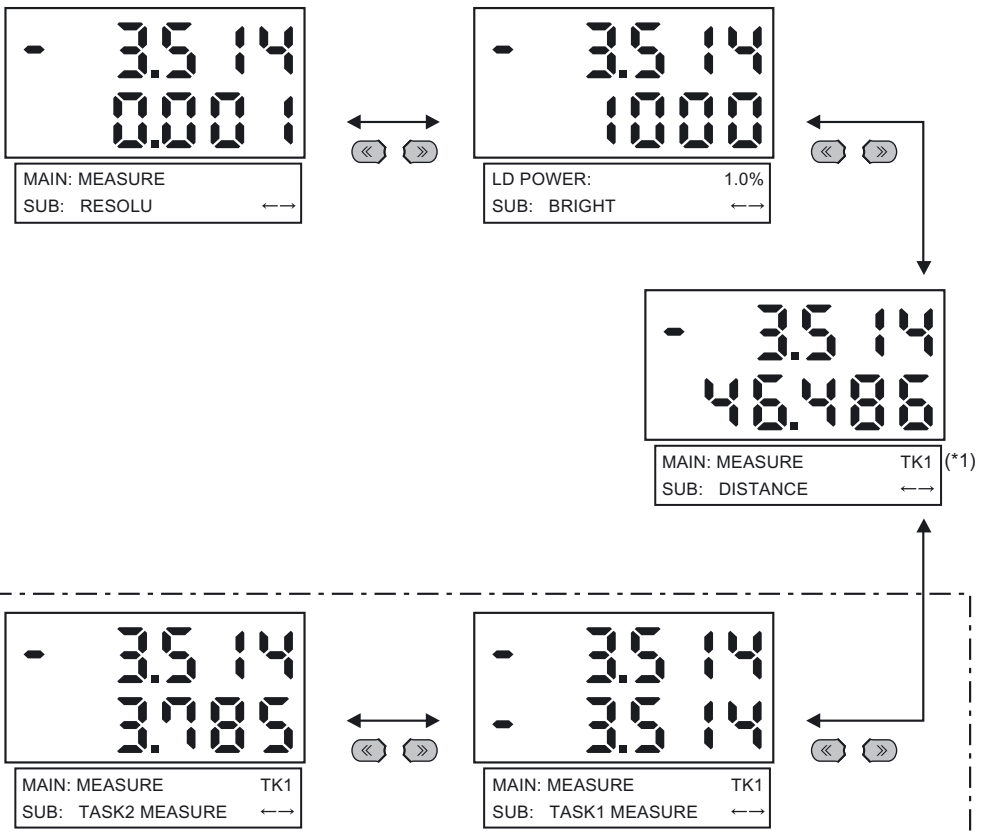 - 3.514
0.001
MAIN: MEASURE
SUB: RESOLU ←→
- 3.514
1000
LD POWER: 1.0%
SUB: BRIGHT ←→
- 3.514
46.486
MAIN: MEASURE TK1 (*1)
SUB: DISTANCE ←→
- 3.514
3.785
MAIN: MEASURE TK1
SUB: TASK2 MEASURE ←→
- 3.514
- 3.514
MAIN: MEASURE TK1
SUB: TASK1 MEASURE ←→